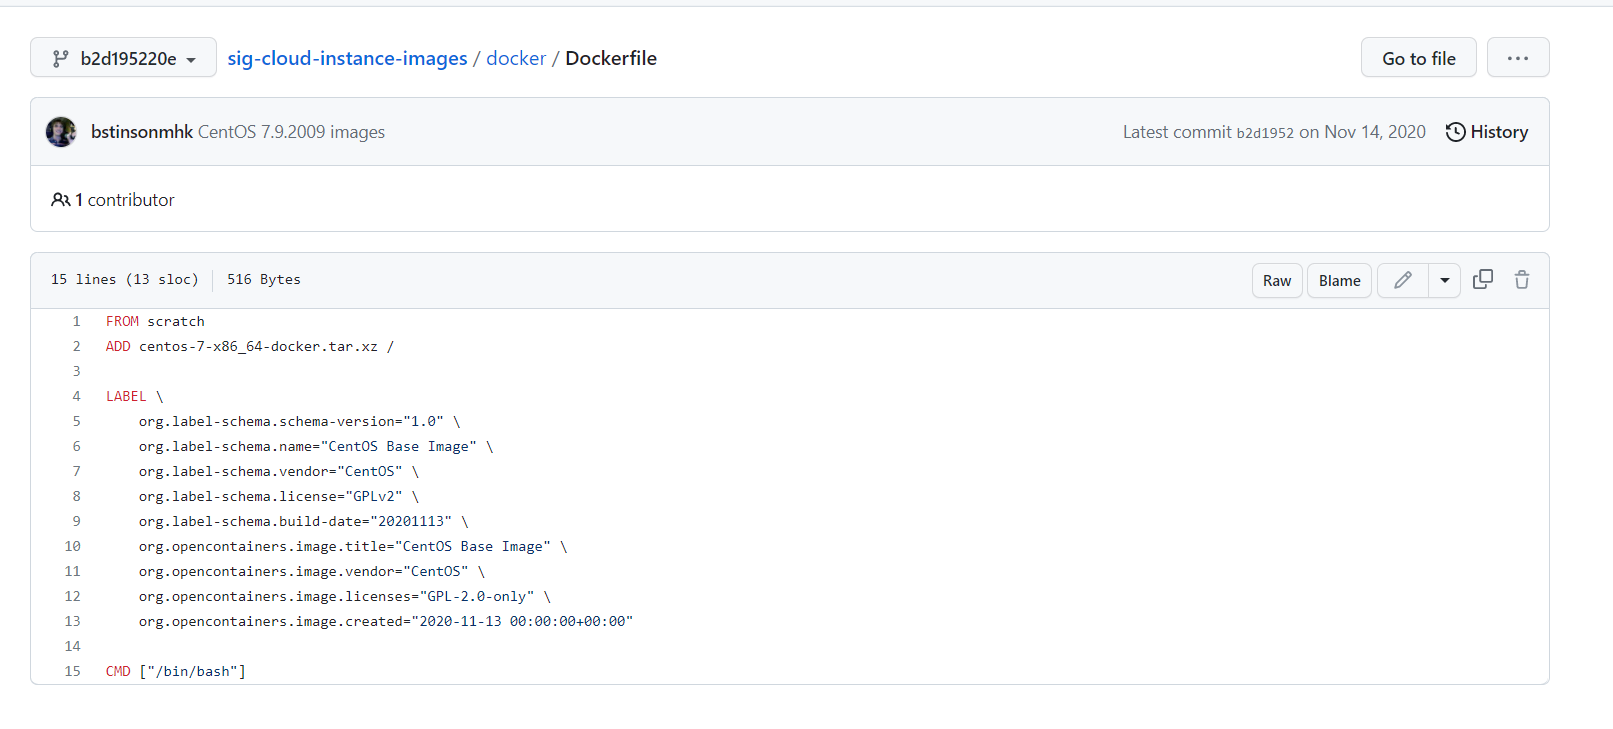 b2d195220e sig-cloud-instance-images / docker / Dockerfile Go to file ...
bstinsonmhk CentOS 7.9.2009 images Latest commit b2d1952 on Nov 14, 2020 History
1 contributor
15 lines (13 sloc) 516 Bytes Raw Blame
1 FROM scratch
2 ADD centos-7-x86_64-docker.tar.xz /
3
4 LABEL \
5     org.label-schema.schema-version="1.0" \
6     org.label-schema.name="CentOS Base Image" \
7     org.label-schema.vendor="CentOS" \
8     org.label-schema.license="GPLv2" \
9     org.label-schema.build-date="20201113" \
10     org.opencontainers.image.title="CentOS Base Image" \
11     org.opencontainers.image.vendor="CentOS" \
12     org.opencontainers.image.licenses="GPL-2.0-only" \
13     org.opencontainers.image.created="2020-11-13 00:00:00+00:00"
14
15 CMD ["/bin/bash"]